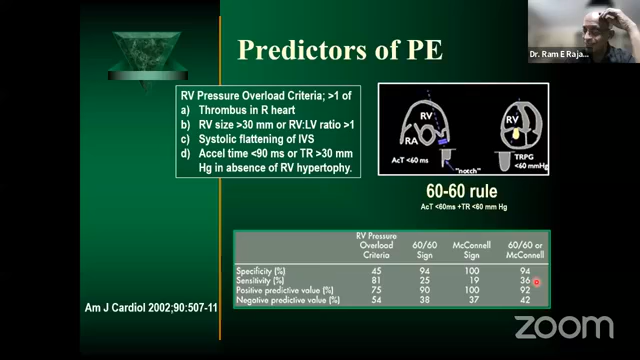 Predictors of PE
Dr. Ram E Raja...
RV Pressure Overload Criteria; >1 of
a) Thrombus in R heart
b) RV size >30 mm or RV:LV ratio >1
c) Systolic flattening of IVS
d) Accel time <90 ms or TR >30 mm
Hg in absence of RV hypertophy.
RV
RA
AcT <60 ms
"notch"
RV
TRPG
<60 mmHg
60-60 rule
AcT <60ms +TR <60 mm Hg
RV Pressure Overload Criteria 60/60 Sign McConnell Sign 60/60 or McConnell
Specificity (%) 45 94 100 94
Sensitivity (%) 81 25 19 36
Positive predictive value (%) 75 90 100 92
Negative predictive value (%) 54 38 37 42
Am J Cardiol 2002;90:507-11
zoom